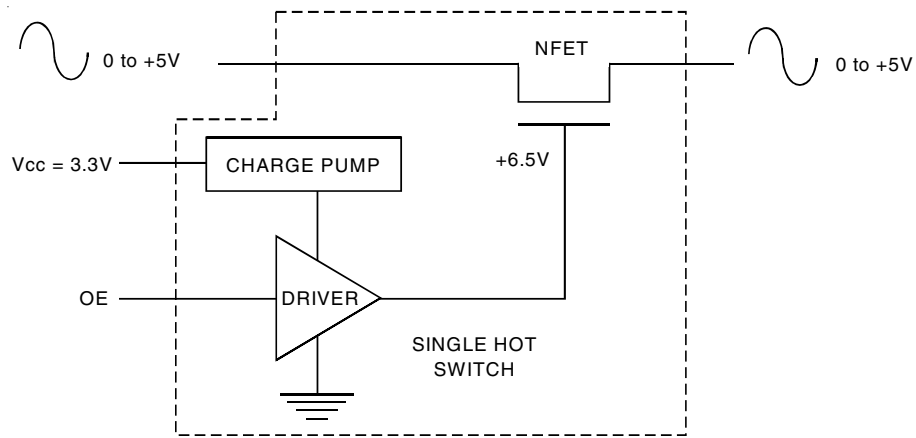 NFET
0 to +5V
0 to +5V
Vcc = 3.3V
CHARGE PUMP
+6.5V
OE
DRIVER
SINGLE HOT
SWITCH